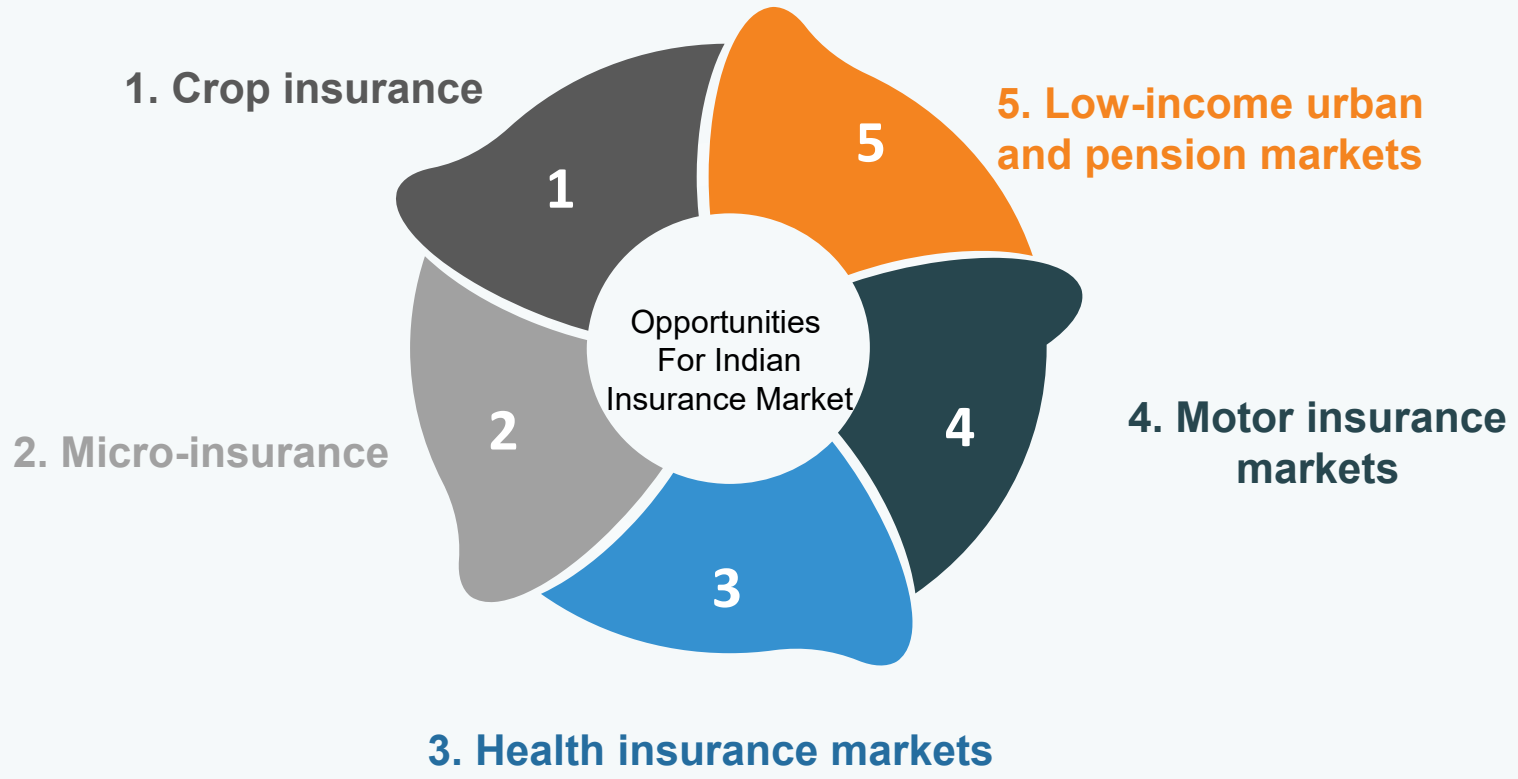 1. Crop insurance
5. Low-income urban
and pension markets
5
1
Opportunities
For Indian
Insurance Market
2
4
2. Micro-insurance
4. Motor insurance
markets
3
3. Health insurance markets